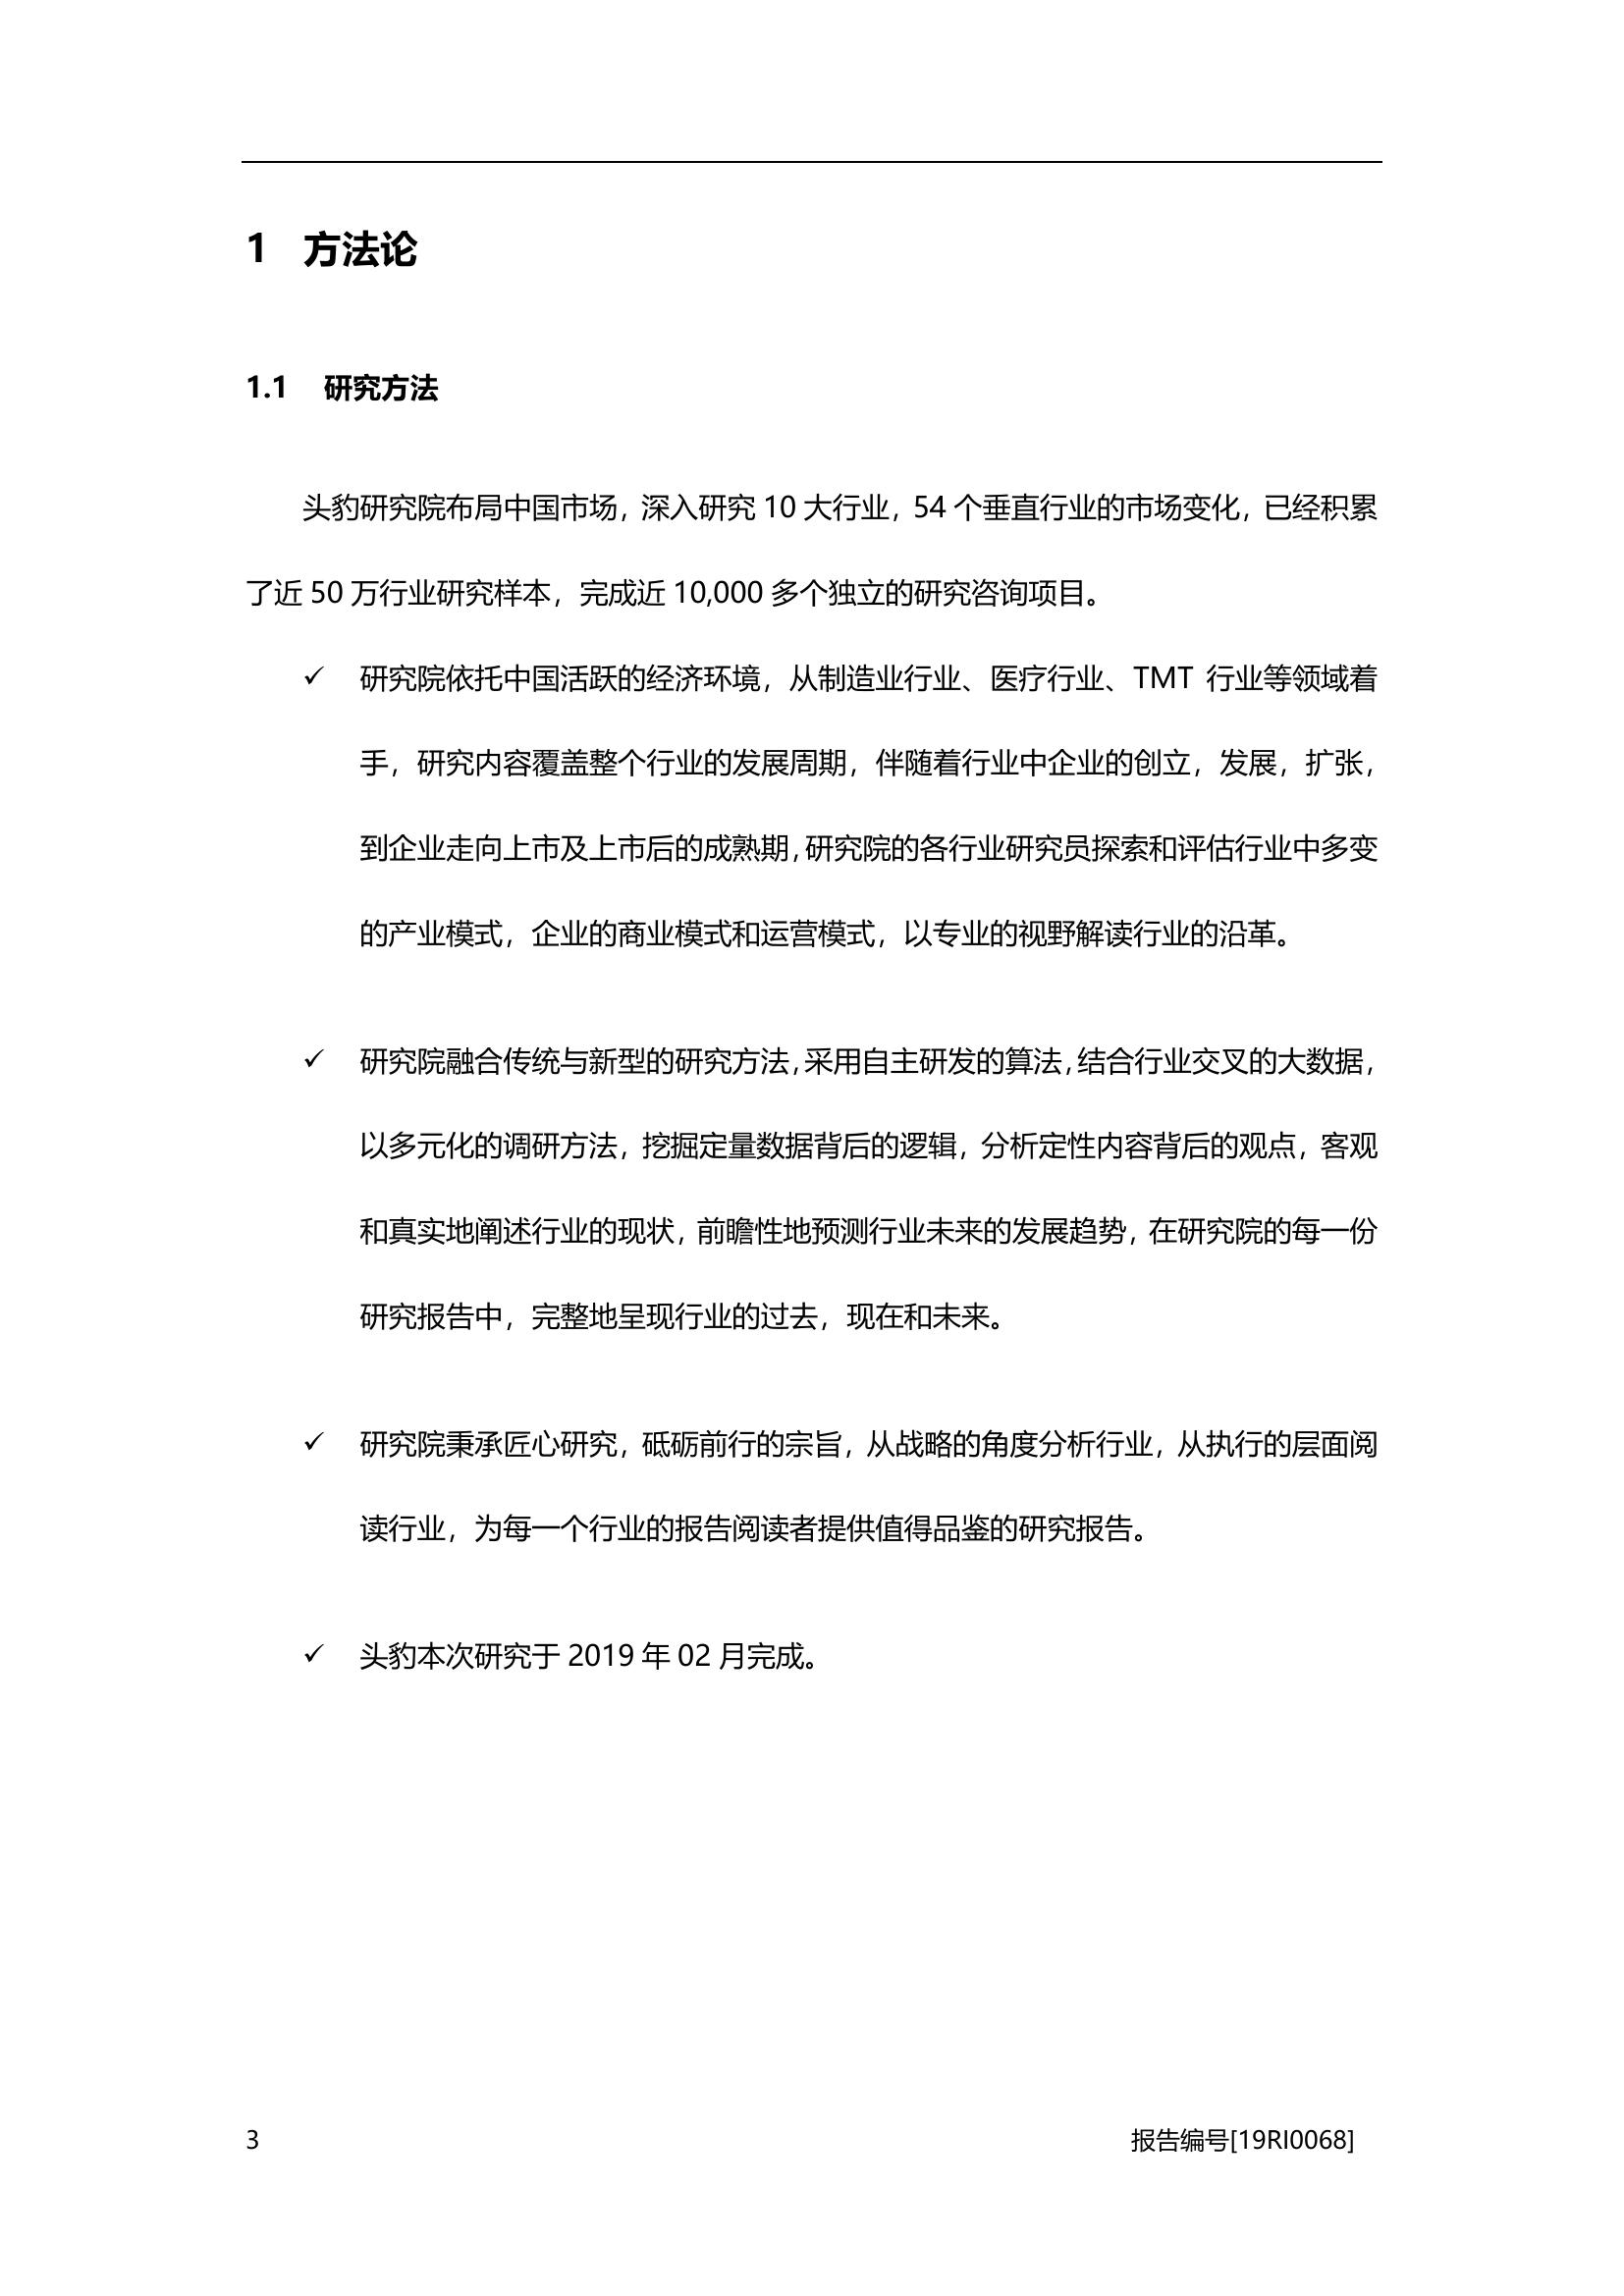 1 方法论
1.1 研究方法
头豹研究院布局中国市场，深入研究 10 大行业，54 个垂直行业的市场变化，已经积累
了近 50 万行业研究样本，完成近 10,000 多个独立的研究咨询项目。
✓ 研究院依托中国活跃的经济环境，从制造业行业、医疗行业、TMT 行业等领域着
手，研究内容覆盖整个行业的发展周期，伴随着行业中企业的创立，发展，扩张，
到企业走向上市及上市后的成熟期，研究院的各行业研究员探索和评估行业中多变
的产业模式，企业的商业模式和运营模式，以专业的视野解读行业的沿革。
✓ 研究院融合传统与新型的研究方法，采用自主研发的算法，结合行业交叉的大数据，
以多元化的调研方法，挖掘定量数据背后的逻辑，分析定性内容背后的观点，客观
和真实地阐述行业的现状，前瞻性地预测行业未来的发展趋势，在研究院的每一份
研究报告中，完整地呈现行业的过去，现在和未来。
✓ 研究院秉承匠心研究，砥砺前行的宗旨，从战略的角度分析行业，从执行的层面阅
读行业，为每一个行业的报告阅读者提供值得品鉴的研究报告。
✓ 头豹本次研究于 2019 年 02 月完成。
3 报告编号[19RI0068]